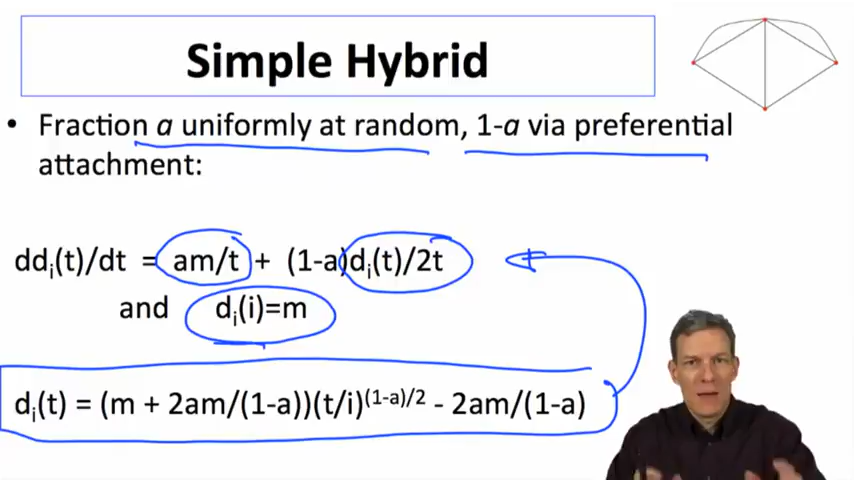 Simple Hybrid
• Fraction a uniformly at random, 1-a via preferential
attachment:
ddᵢ(t)/dt = am/t + (1-a)dᵢ(t)/2t
and dᵢ(i)=m
dᵢ(t) = (m + 2am/(1-a))(t/i)⁽¹⁻ᵃ⁾/² - 2am/(1-a)